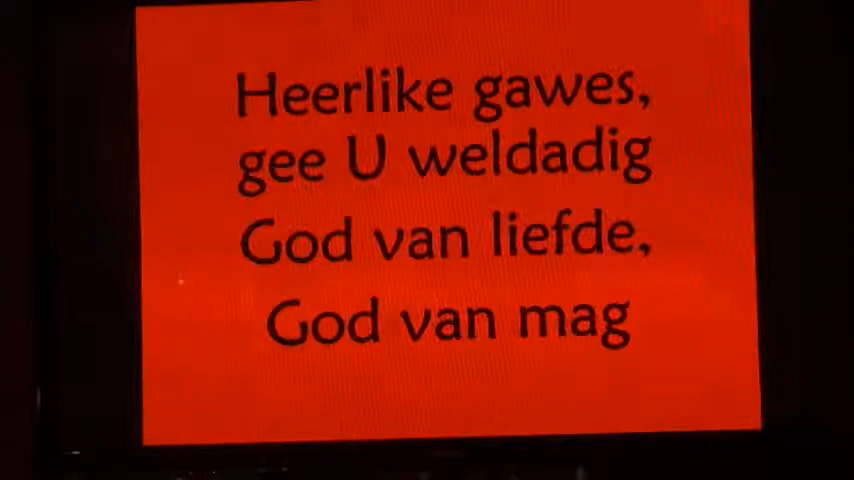 Heerlike gawes,
gee U weldadig
God van liefde,
God van mag